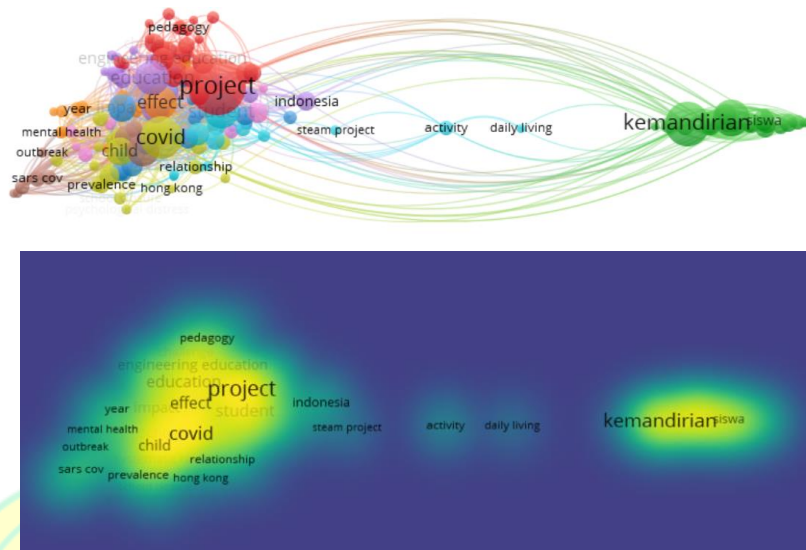 pedagogy
engineering education
education
project
year
effect
indonesia
mental health
covid
steam project
activity
daily living
kemandirian
siswa
outbreak
child
relationship
sars cov
prevalence
hong kong
pedagogy
engineering education
education
project
year
impact
effect
student
indonesia
mental health
covid
steam project
activity
daily living
kemandirian
siswa
outbreak
child
relationship
sars cov
prevalence
hong kong